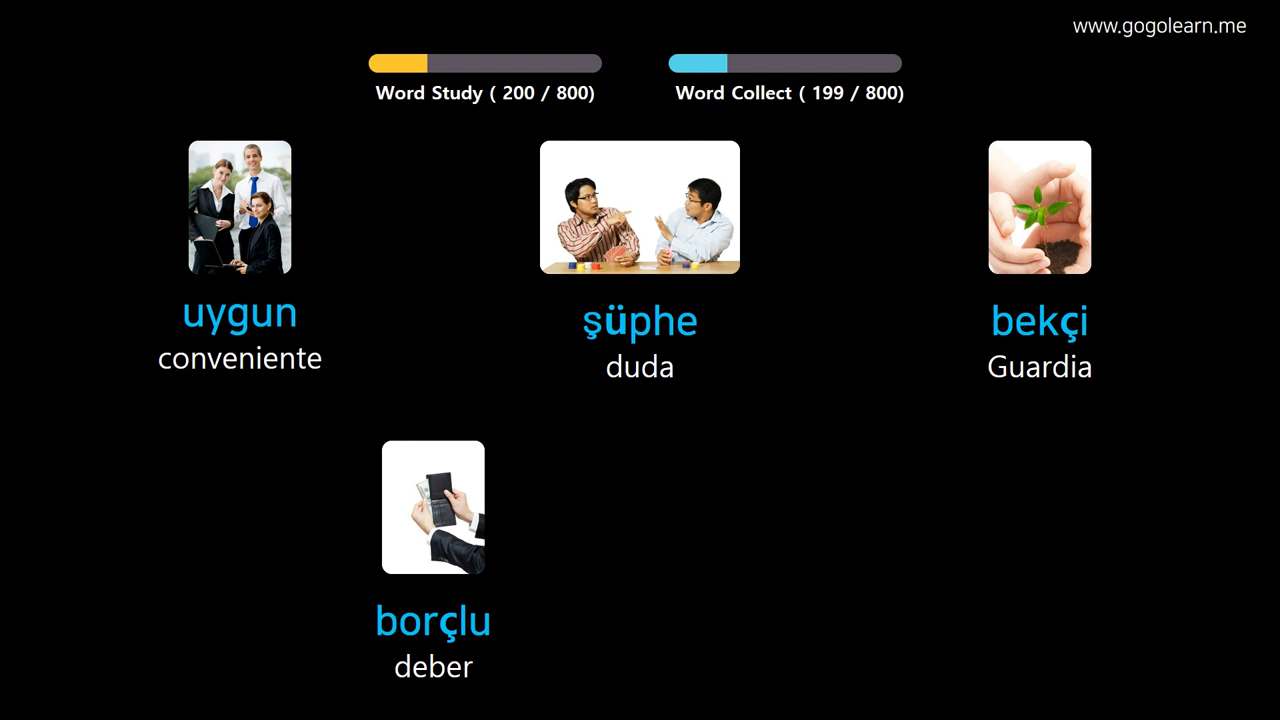 www.gogolearn.me
Word Study ( 200 / 800)
Word Collect ( 199 / 800)
uygun
conveniente
şüphe
duda
bekçi
Guardia
borçlu
deber